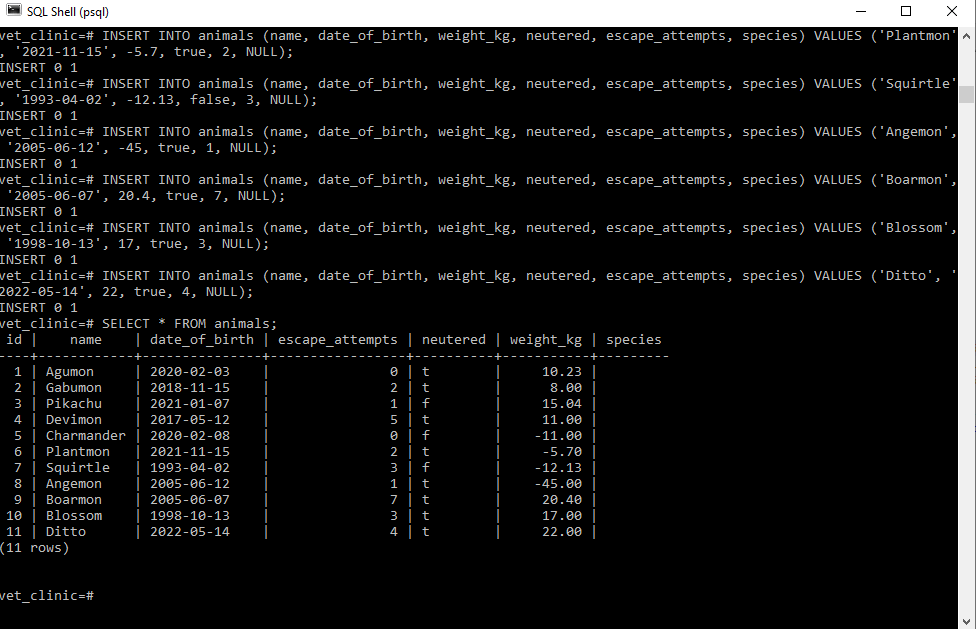 SQL Shell (psql)
vet_clinic=# INSERT INTO animals (name, date_of_birth, weight_kg, neutered, escape_attempts, species) VALUES ('Plantmon'
, '2021-11-15', -5.7, true, 2, NULL);
INSERT 0 1
vet_clinic=# INSERT INTO animals (name, date_of_birth, weight_kg, neutered, escape_attempts, species) VALUES ('Squirtle'
, '1993-04-02', -12.13, false, 3, NULL);
INSERT 0 1
vet_clinic=# INSERT INTO animals (name, date_of_birth, weight_kg, neutered, escape_attempts, species) VALUES ('Angemon',
 '2005-06-12', -45, true, 1, NULL);
INSERT 0 1
vet_clinic=# INSERT INTO animals (name, date_of_birth, weight_kg, neutered, escape_attempts, species) VALUES ('Boarmon',
 '2005-06-07', 20.4, true, 7, NULL);
INSERT 0 1
vet_clinic=# INSERT INTO animals (name, date_of_birth, weight_kg, neutered, escape_attempts, species) VALUES ('Blossom',
 '1998-10-13', 17, true, 3, NULL);
INSERT 0 1
vet_clinic=# INSERT INTO animals (name, date_of_birth, weight_kg, neutered, escape_attempts, species) VALUES ('Ditto', '
2022-05-14', 22, true, 4, NULL);
INSERT 0 1
vet_clinic=# SELECT * FROM animals;
 id |    name    | date_of_birth | escape_attempts | neutered | weight_kg | species
----+------------+---------------+-----------------+----------+-----------+---------
  1 | Agumon     | 2020-02-03    |               0 | t        |     10.23 |
  2 | Gabumon    | 2018-11-15    |               2 | t        |      8.00 |
  3 | Pikachu    | 2021-01-07    |               1 | f        |     15.04 |
  4 | Devimon    | 2017-05-12    |               5 | t        |     11.00 |
  5 | Charmander | 2020-02-08    |               0 | f        |    -11.00 |
  6 | Plantmon   | 2021-11-15    |               2 | t        |     -5.70 |
  7 | Squirtle   | 1993-04-02    |               3 | f        |    -12.13 |
  8 | Angemon    | 2005-06-12    |               1 | t        |    -45.00 |
  9 | Boarmon    | 2005-06-07    |               7 | t        |     20.40 |
 10 | Blossom    | 1998-10-13    |               3 | t        |     17.00 |
 11 | Ditto      | 2022-05-14    |               4 | t        |     22.00 |
(11 rows)
vet_clinic=#